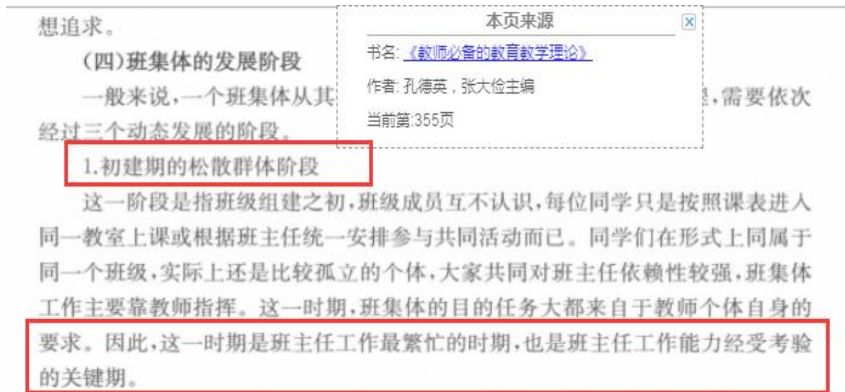 想追求。
本页来源
书名:《教师必备的教育教学理论》
作者: 孔德英，张大俭主编
当前第:355页
(四)班集体的发展阶段
一般来说,一个班集体从其
,需要依次
经过三个动态发展的阶段。
1.初建期的松散群体阶段
这一阶段是指班级组建之初,班级成员互不认识,每位同学只是按照课表进入
同一教室上课或根据班主任统一安排参与共同活动而已。同学们在形式上同属于
同一个班级,实际上还是比较孤立的个体,大家共同对班主任依赖性较强,班集体
工作主要靠教师指挥。这一时期,班集体的目的任务大都来自于教师个体自身的
要求。因此,这一时期是班主任工作最繁忙的时期,也是班主任工作能力经受考验
的关键期。